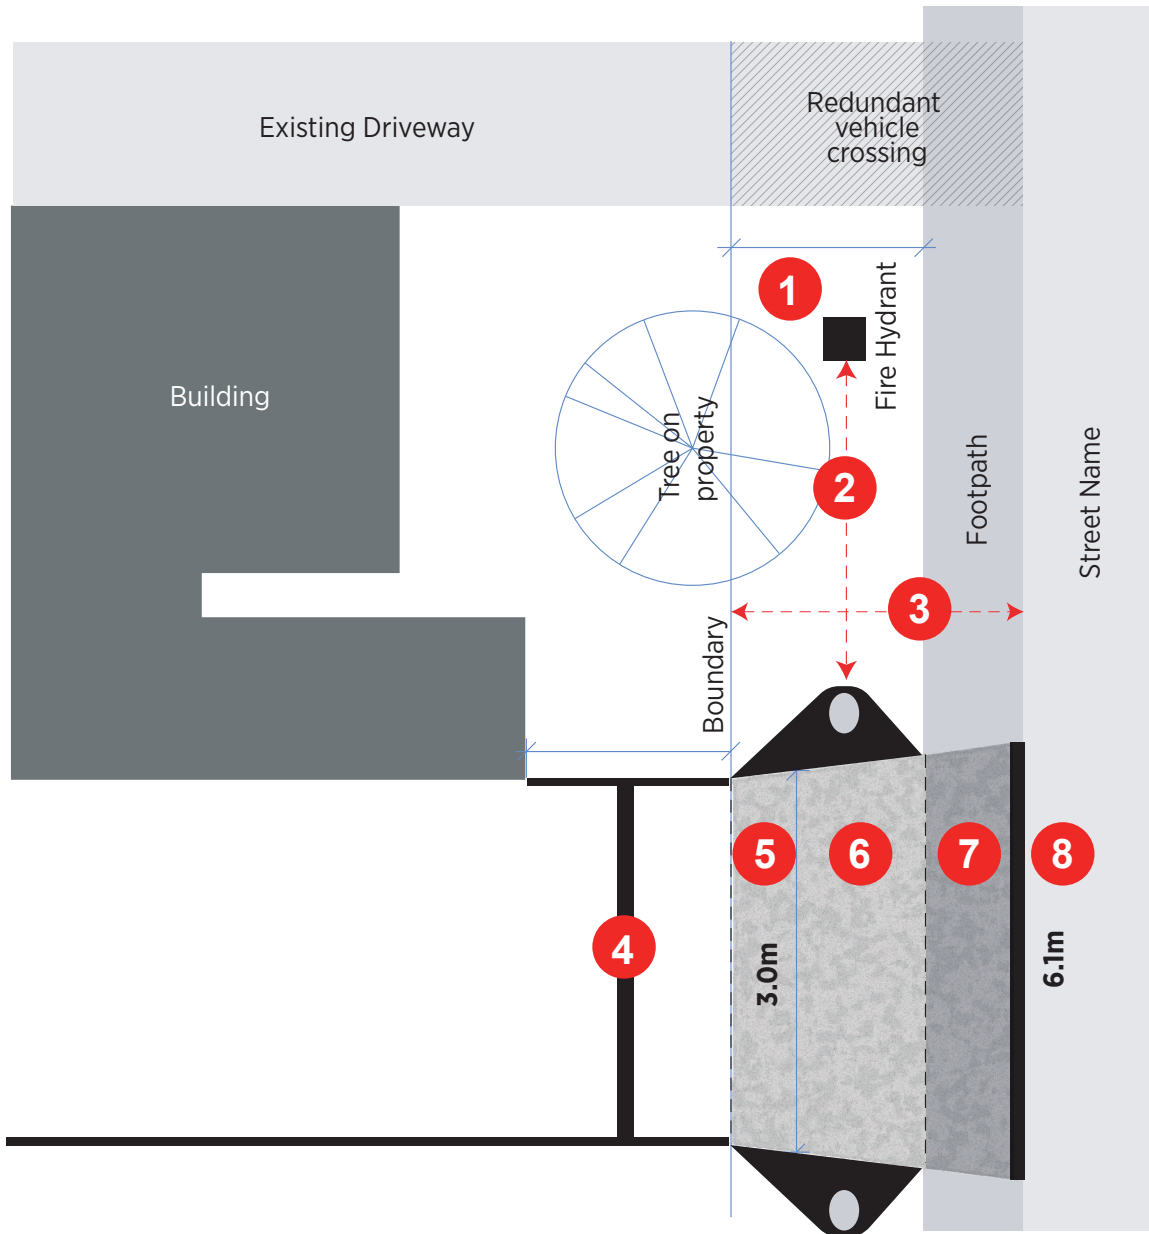 Existing Driveway
Redundant
vehicle
crossing
1
Fire Hydrant
Building
Tree on
property
2
Footpath
Street Name
3
Boundary
5
6
7
8
4
3.0m
6.1m